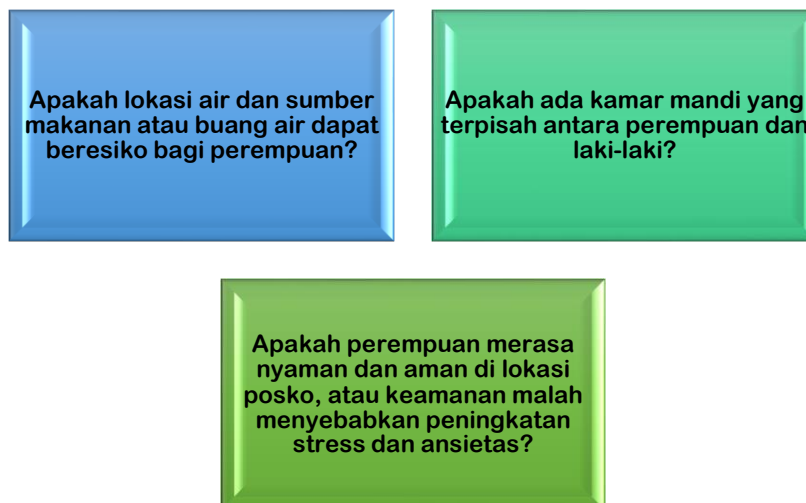 Apakah lokasi air dan sumber
makanan atau buang air dapat
beresiko bagi perempuan?
Apakah ada kamar mandi yang
terpisah antara perempuan dan
laki-laki?
Apakah perempuan merasa
nyaman dan aman di lokasi
posko, atau keamanan malah
menyebabkan peningkatan
stress dan ansietas?